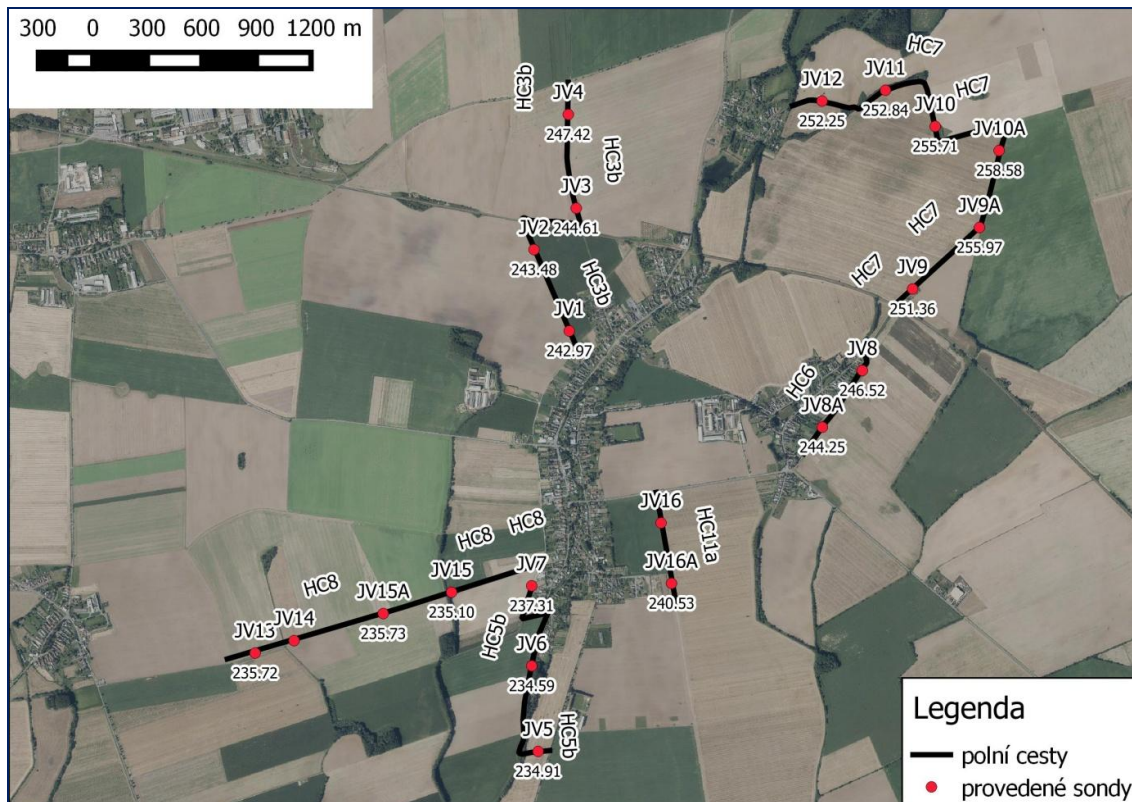 300 0 300 600 900 1200 m
HC7
JV11
JV12
HC7
252.84
252.25
JV10
255.71
JV10A
258.58
HC3b
JV4
247.42
HC3b
JV3
244.61
JV2
243.48
HC3b
JV1
242.97
JV9A
255.97
HC7
HC7
JV9
251.36
JV8
246.52
HC6
JV8A
244.25
JV16
HC11a
JV16A
240.53
HC8
HC8
JV7
237.31
JV15
235.10
HC8
JV15A
235.73
JV14
JV13
235.72
HC5b
JV6
234.59
JV5
HC5b
234.91
Legenda
polní cesty
provedené sondy